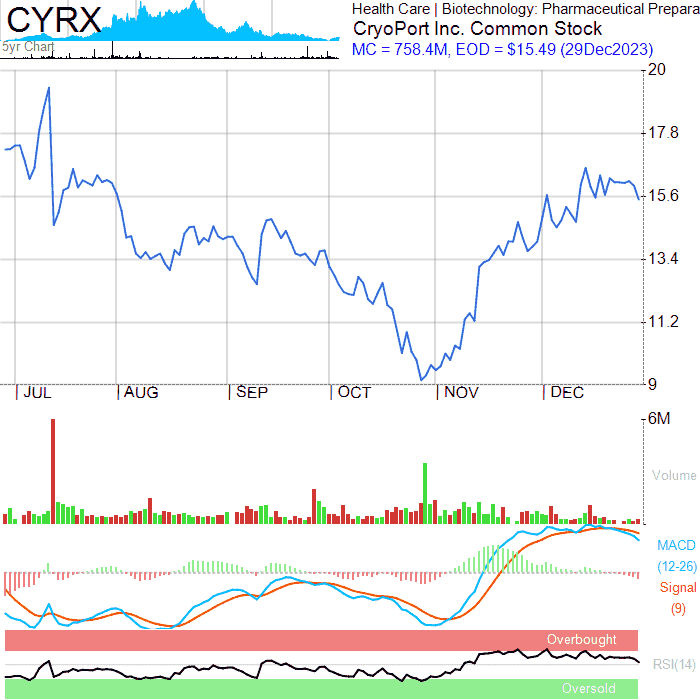 CYRX
5yr Chart
Health Care | Biotechnology: Pharmaceutical Prepara
CryoPort Inc. Common Stock
MC = 758.4M, EOD = $15.49 (29Dec2023)
20
17.8
15.6
13.4
11.2
9
JUL
AUG
SEP
OCT
NOV
DEC
6M
Volume
MACD
(12-26)
Signal
(9)
Overbought
RSI(14)
Oversold